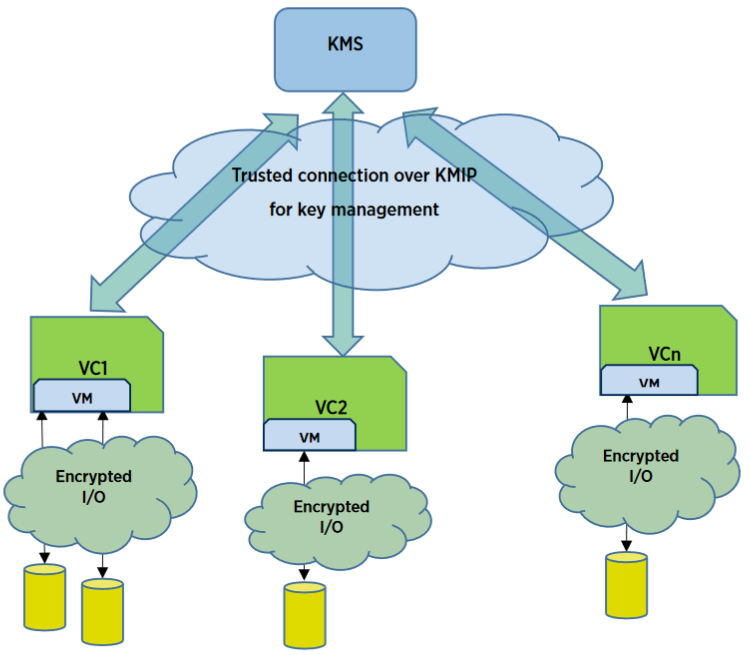 KMS
Trusted connection over KMIP
for key management
VC1
VM
VC2
VM
VCn
VM
Encrypted
I/O
Encrypted
I/O
Encrypted
I/O